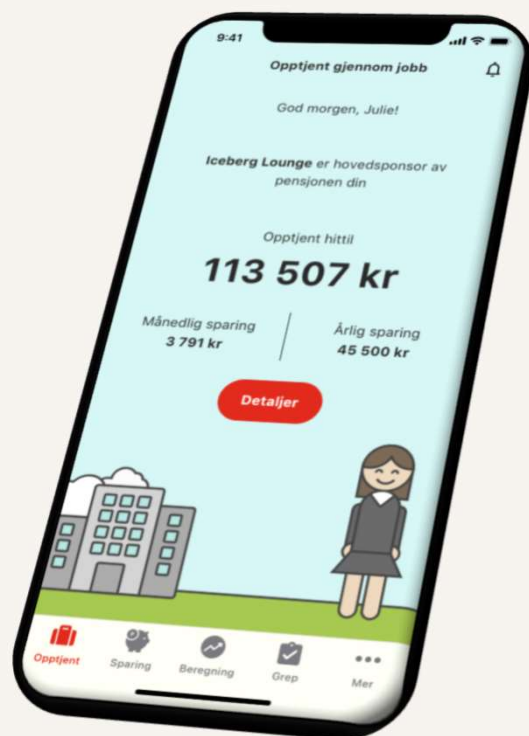 9:41
Opptjent gjennom jobb
God morgen, Julie!
Iceberg Lounge er hovedsponsor av
pensjonen din
Opptjent hittil
113 507 kr
Månedlig sparing
3 791 kr
Årlig sparing
45 500 kr
Detaljer
Opptjent
Sparing
Beregning
Grep
Mer